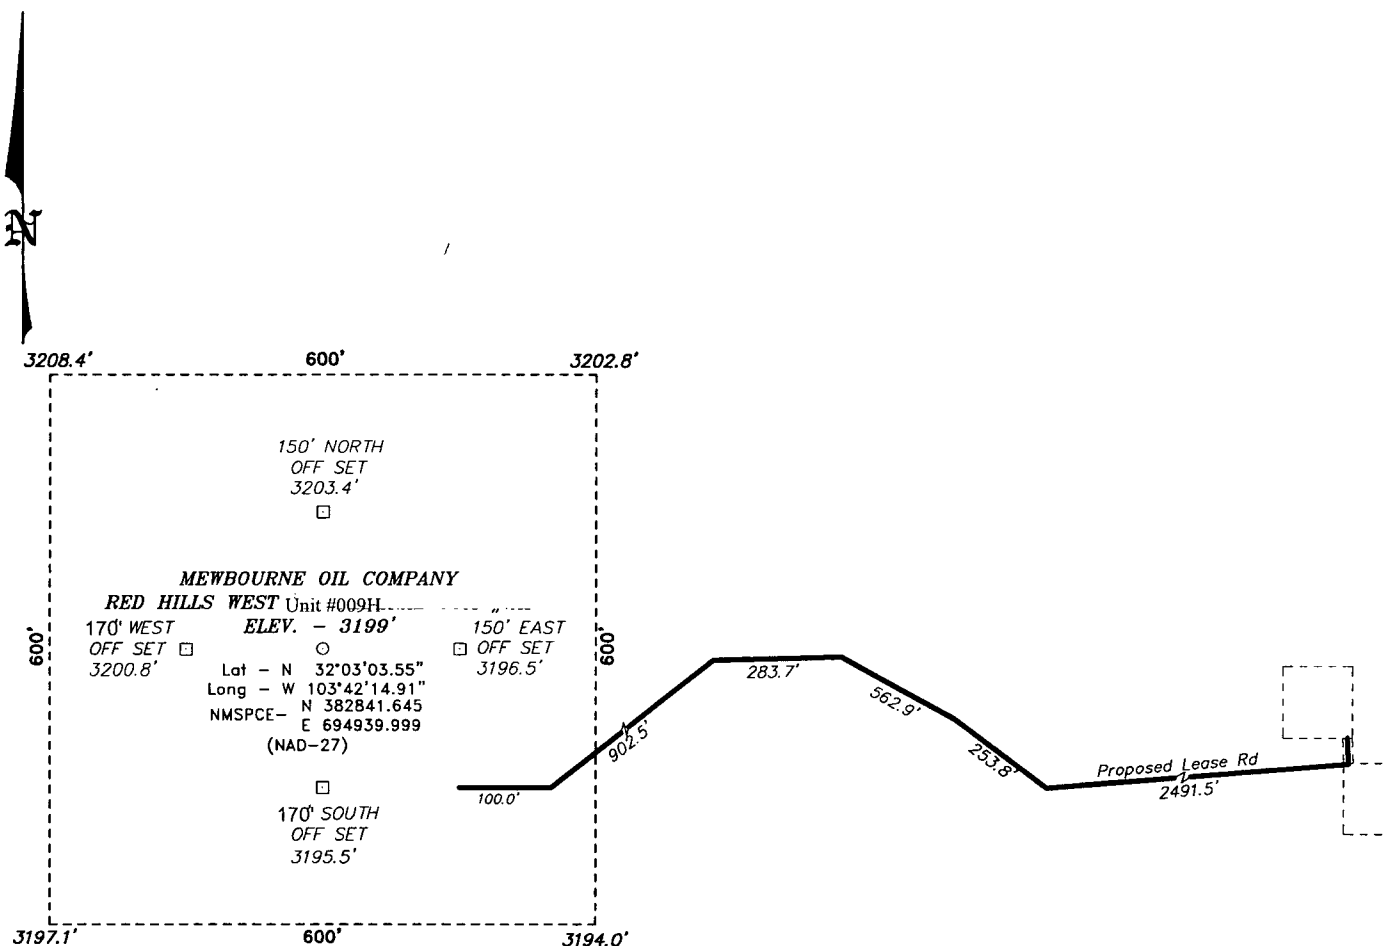 N
3208.4'
600'
3202.8'
150' NORTH
OFF SET
3203.4'
MEWBOURNE OIL COMPANY
RED HILLS WEST Unit #009H
170' WEST
OFF SET
3200.8'
ELEV. - 3199'
150' EAST
OFF SET
3196.5'
600'
600'
Lat - N 32°03'03.55"
Long - W 103°42'14.91"
NMSPCE- N 382841.645
E 694939.999
(NAD-27)
170' SOUTH
OFF SET
3195.5'
100.0'
902.5'
283.7'
562.9'
253.8'
Proposed Lease Rd
2491.5'
3197.1'
600'
3194.0'